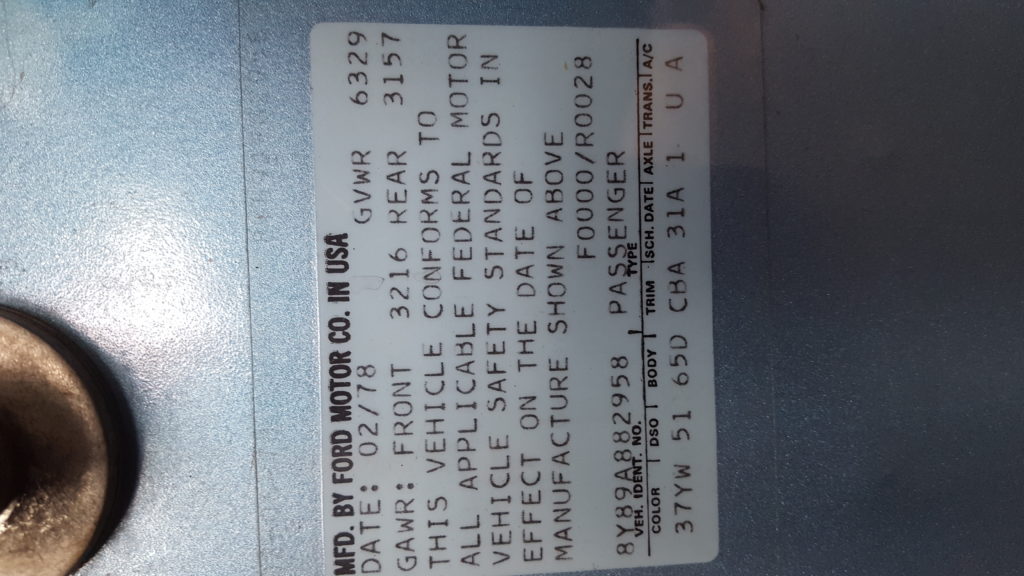 MFD. BY FORD MOTOR CO. IN USA
DATE: 02/78 GVWR 6329
GAWR: FRONT 3216 REAR 3157
THIS VEHICLE CONFORMS TO
ALL APPLICABLE FEDERAL MOTOR
VEHICLE SAFETY STANDARDS IN
EFFECT ON THE DATE OF
MANUFACTURE SHOWN ABOVE
F0000/R0028
8Y89A882958 PASSENGER
VEH. IDENT. NO. TYPE
COLOR DSO BODY TRIM SCH. DATE AXLE TRANS. A/C
37YW 51 65D CBA 31A 1 U A